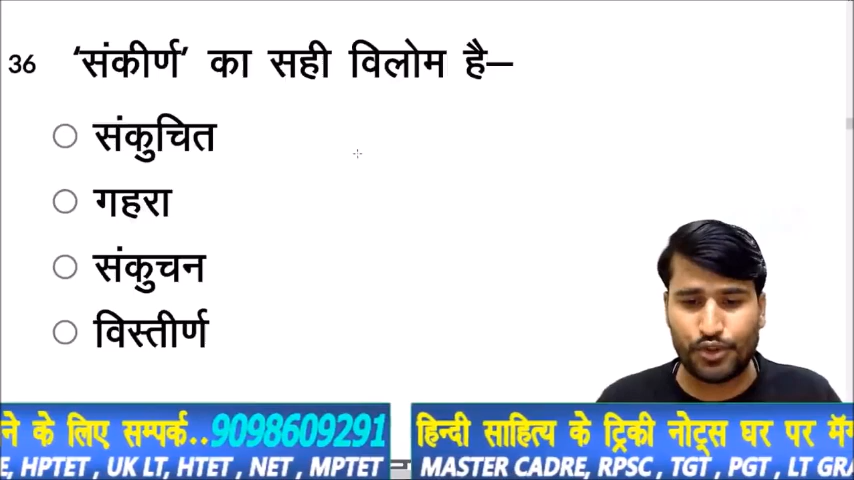 36 'संकीर्ण' का सही विलोम है–
संकुचित
गहरा
संकुचन
विस्तीर्ण
ने के लिए सम्पर्क..9098609291
हिन्दी साहित्य के ट्रिकी नोट्स घर पर मँग
E, HPTET , UK LT, HTET , NET , MPTET
MASTER CADRE, RPSC , TGT , PGT , LT GRA